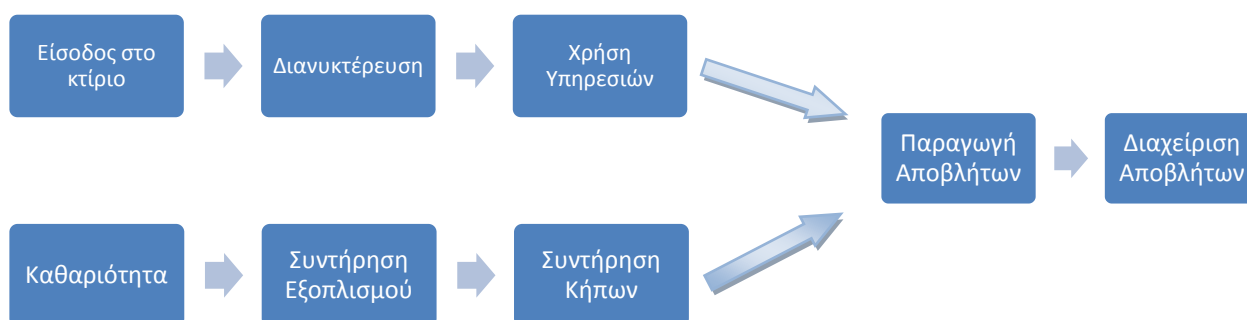 Είσοδος στο
κτίριο
Διανυκτέρευση
Χρήση
Υπηρεσιών
Παραγωγή
Αποβλήτων
Διαχείριση
Αποβλήτων
Καθαριότητα
Συντήρηση
Εξοπλισμού
Συντήρηση
Κήπων